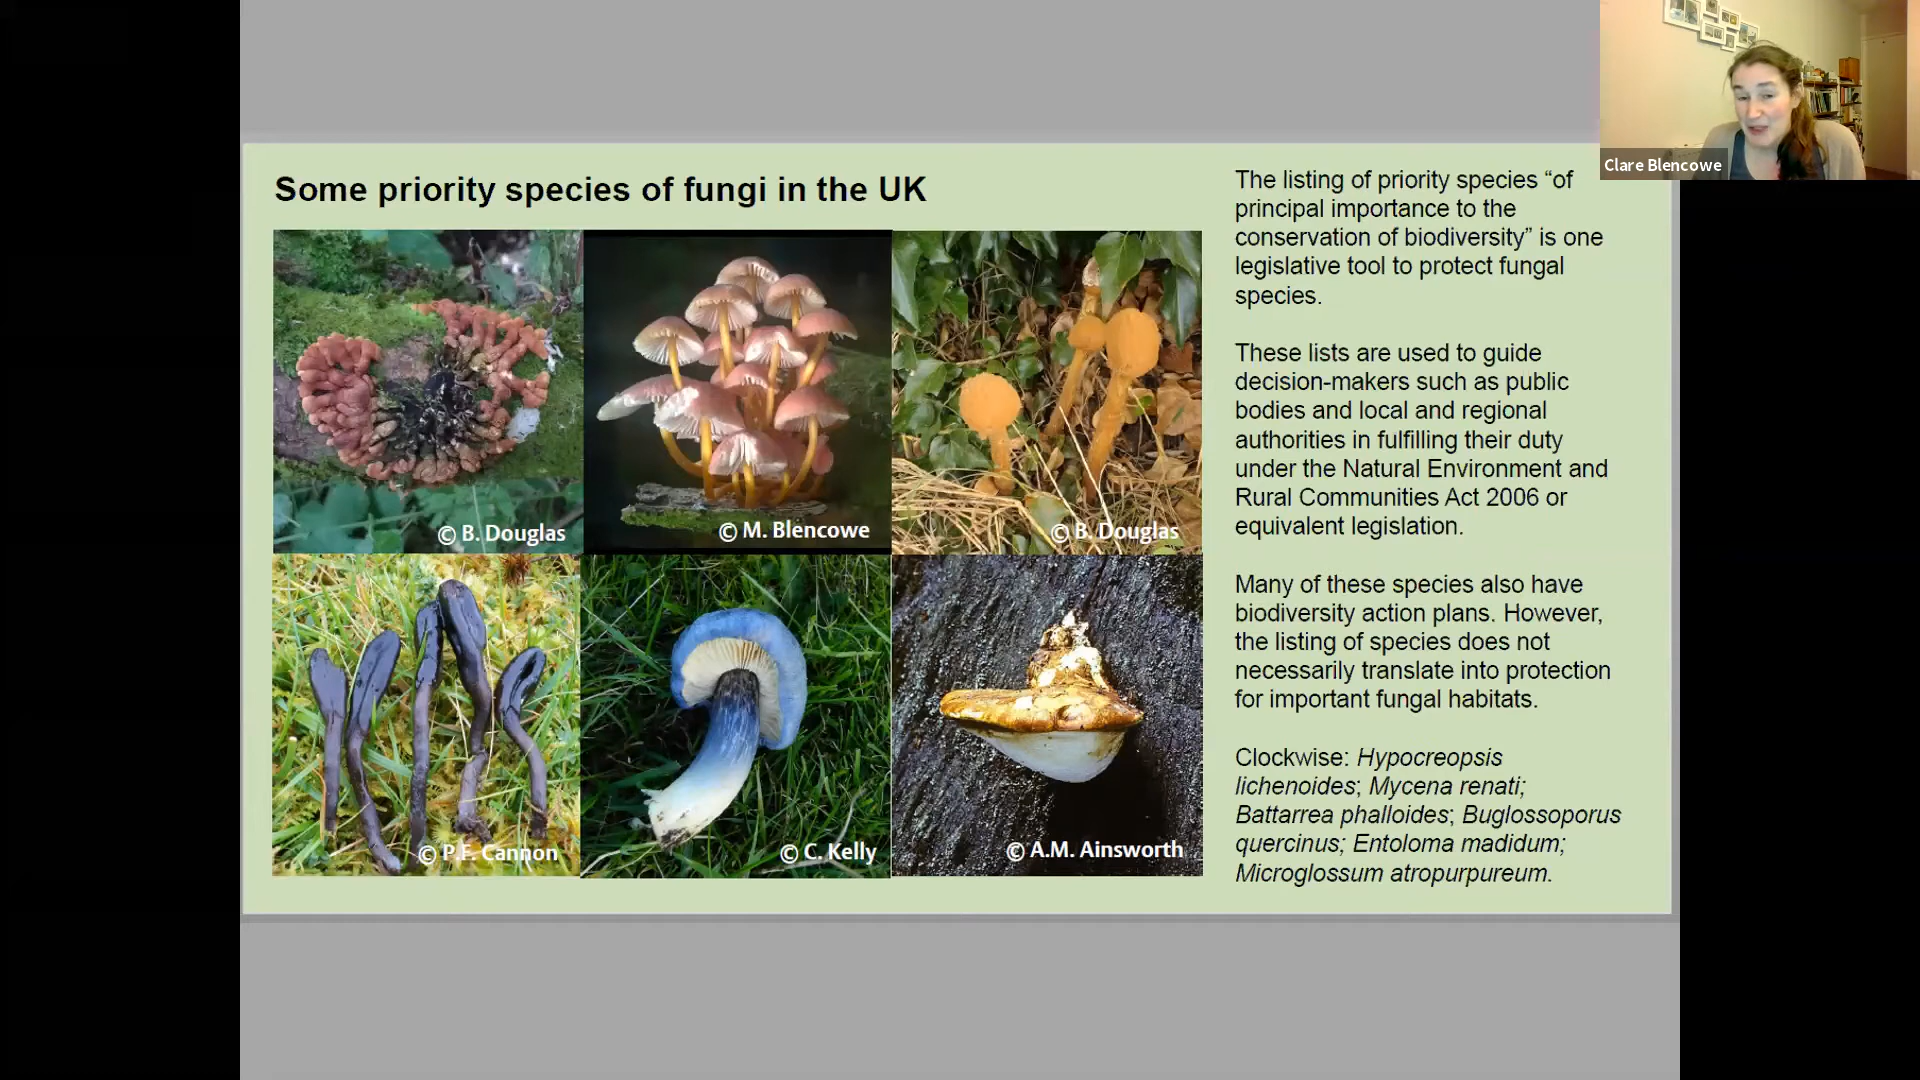 Clare Blencowe
Some priority species of fungi in the UK
© B. Douglas
© M. Blencowe
© B. Douglas
© P.F. Cannon
© C. Kelly
© A.M. Ainsworth
The listing of priority species “of
principal importance to the
conservation of biodiversity” is one
legislative tool to protect fungal
species.
These lists are used to guide
decision-makers such as public
bodies and local and regional
authorities in fulfilling their duty
under the Natural Environment and
Rural Communities Act 2006 or
equivalent legislation.
Many of these species also have
biodiversity action plans. However,
the listing of species does not
necessarily translate into protection
for important fungal habitats.
Clockwise: Hypocreopsis
lichenoides; Mycena renati;
Battarrea phalloides; Buglossoporus
quercinus; Entoloma madidum;
Microglossum atropurpureum.